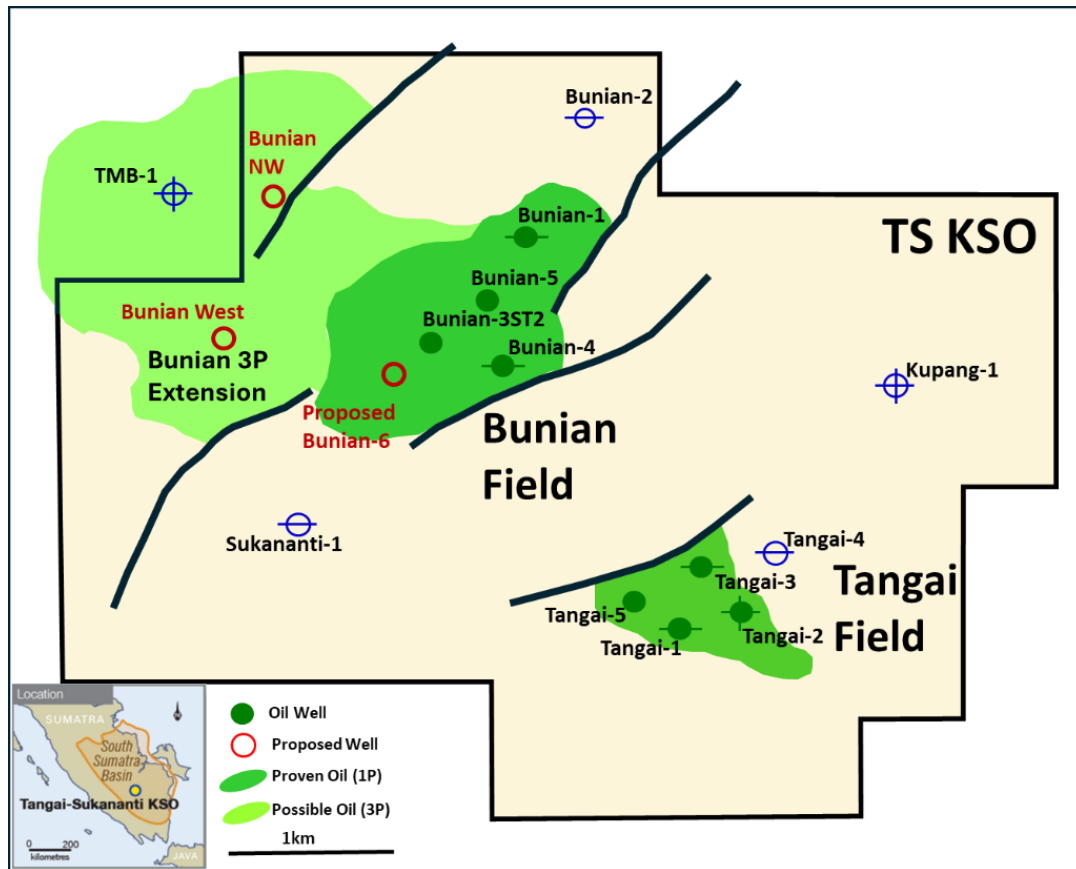 Bunian-2
Bunian
NW
TMB-1
Bunian-1
TS KSO
Bunian-5
Bunian West
Bunian-3ST2
Bunian 3P
Extension
Bunian-4
Kupang-1
Proposed
Bunian-6
Bunian
Field
Sukananti-1
Tangai-4
Tangai-3
Tangai
Field
Tangai-5
Tangai-1
Tangai-2
Location
SUMATRA
South
Sumatra
Basin
Tangai-Sukananti KSO
0 200
kilometres
JAVA
Oil Well
Proposed Well
Proven Oil (1P)
Possible Oil (3P)
1km